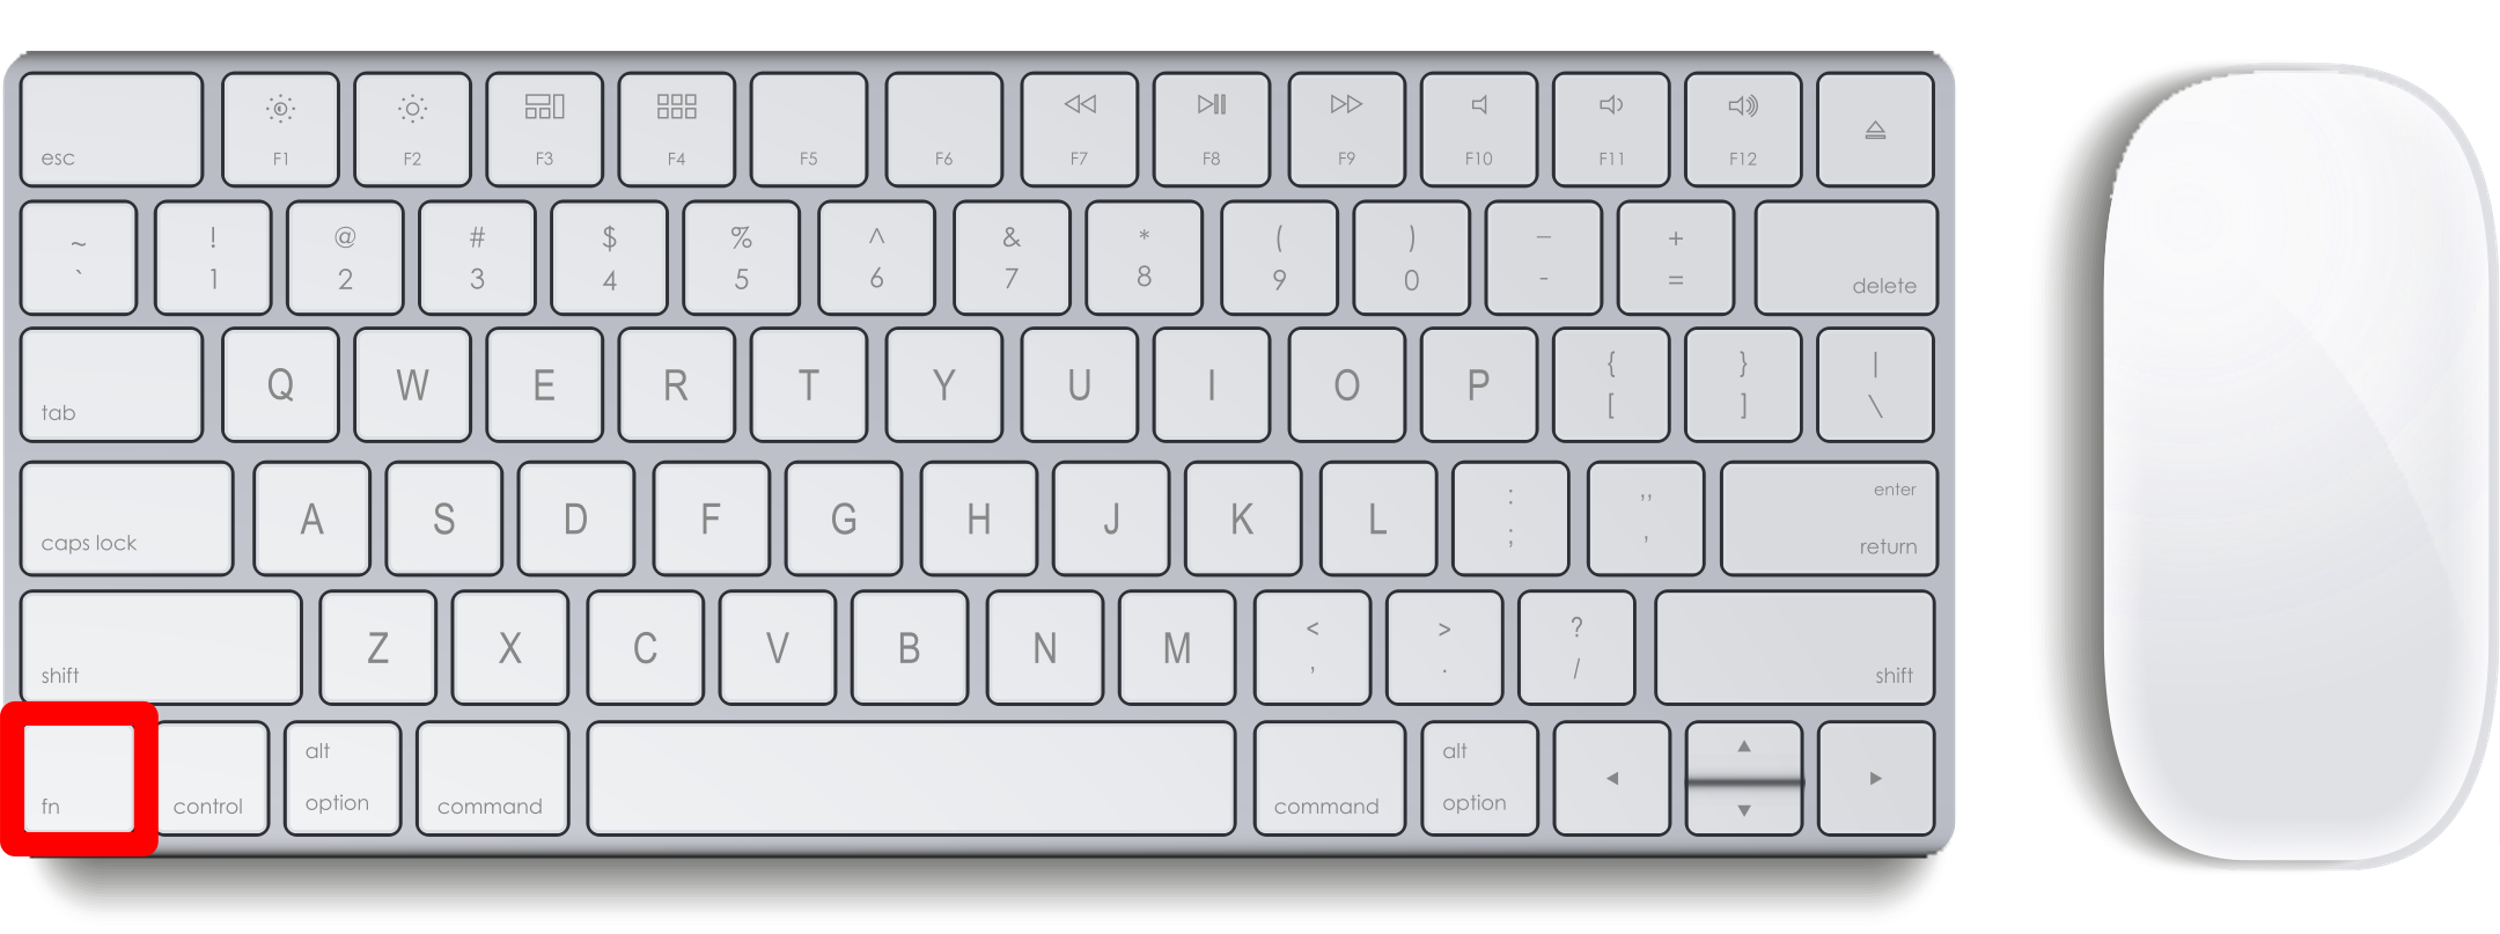 esc F1 F2 F3 F4 F5 F6 F7 F8 F9 F10 F11 F12
~ ! @ # $ % ^ & * ( ) _ +
` 1 2 3 4 5 6 7 8 9 0 - = delete
tab Q W E R T Y U I O P { [ } ] | \
caps lock A S D F G H J K L : ; " ' enter return
shift Z X C V B N M < , > . ? / shift
fn control alt option command command alt option